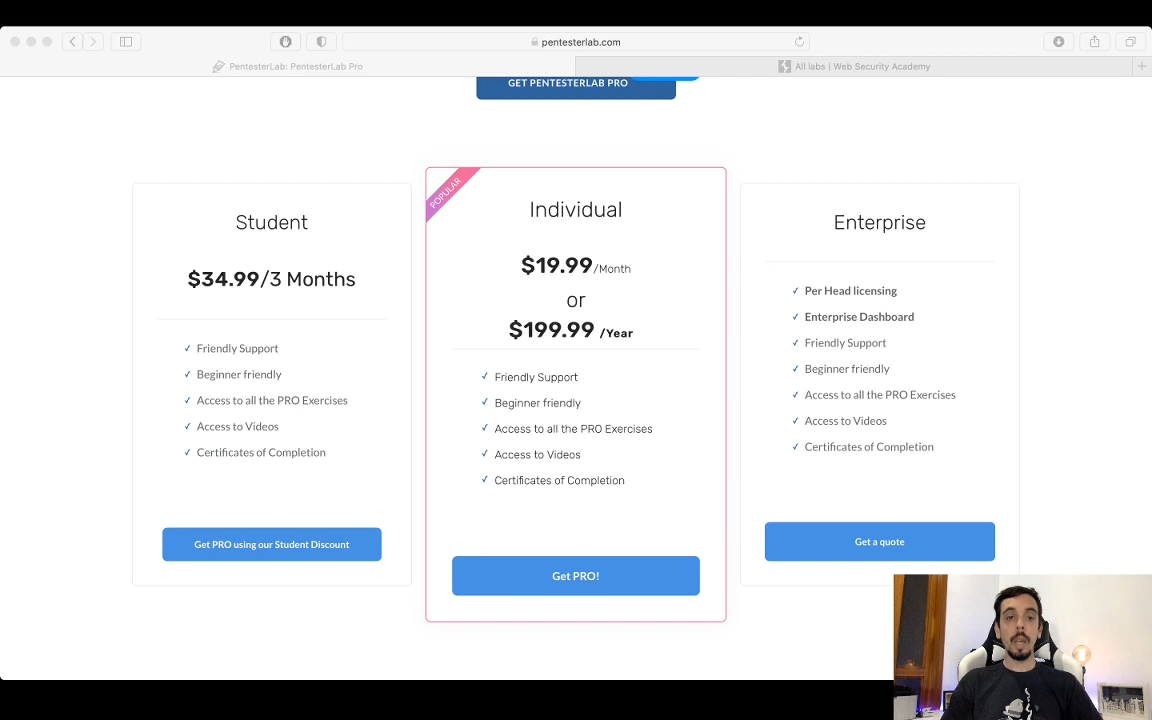 pentesterlab.com
PentesterLab: PentesterLab Pro
All labs | Web Security Academy
GET PENTESTERLAB PRO
Student
$34.99/3 Months
✓ Friendly Support
✓ Beginner friendly
✓ Access to all the PRO Exercises
✓ Access to Videos
✓ Certificates of Completion
Get PRO using our Student Discount
POPULAR
Individual
$19.99/Month
or
$199.99 /Year
✓ Friendly Support
✓ Beginner friendly
✓ Access to all the PRO Exercises
✓ Access to Videos
✓ Certificates of Completion
Get PRO!
Enterprise
✓ Per Head licensing
✓ Enterprise Dashboard
✓ Friendly Support
✓ Beginner friendly
✓ Access to all the PRO Exercises
✓ Access to Videos
✓ Certificates of Completion
Get a quote